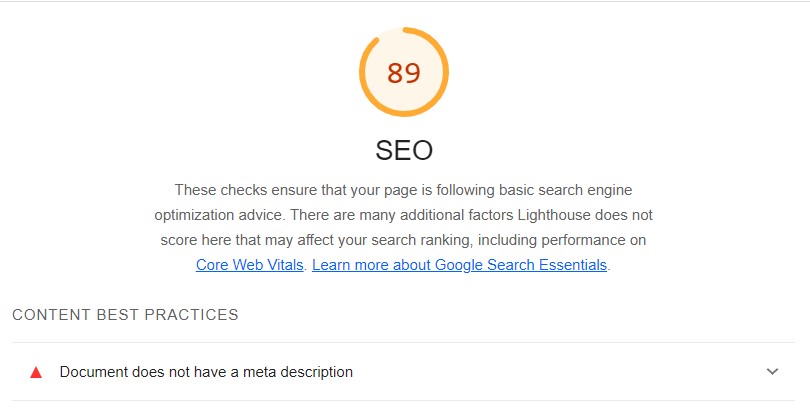 89
SEO
These checks ensure that your page is following basic search engine
optimization advice. There are many additional factors Lighthouse does not
score here that may affect your search ranking, including performance on
Core Web Vitals. Learn more about Google Search Essentials.
CONTENT BEST PRACTICES
Document does not have a meta description